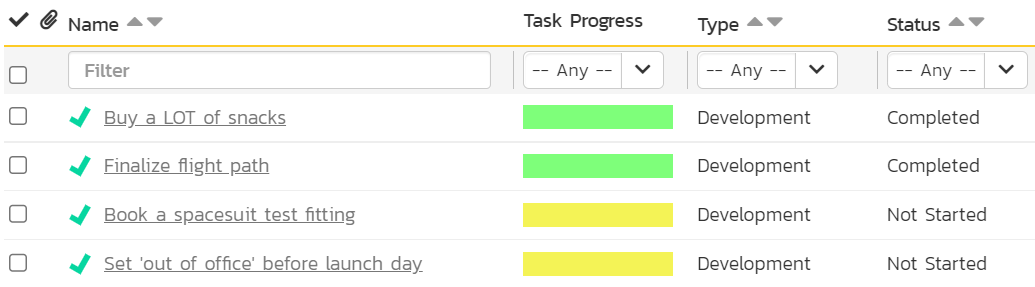 Name Task Progress Type Status
Filter -- Any -- -- Any -- -- Any --
Buy a LOT of snacks Development Completed
Finalize flight path Development Completed
Book a spacesuit test fitting Development Not Started
Set 'out of office' before launch day Development Not Started